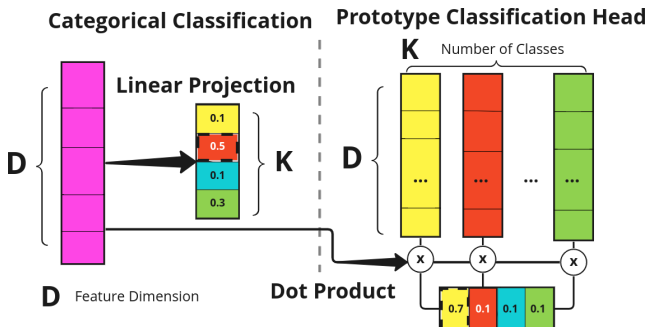 Categorical Classification
Prototype Classification Head
K Number of Classes
Linear Projection
D
0.1
0.5
0.1
0.3
K
D
... ... ... ...
x x x
Dot Product
D Feature Dimension
0.7 0.1 0.1 0.1